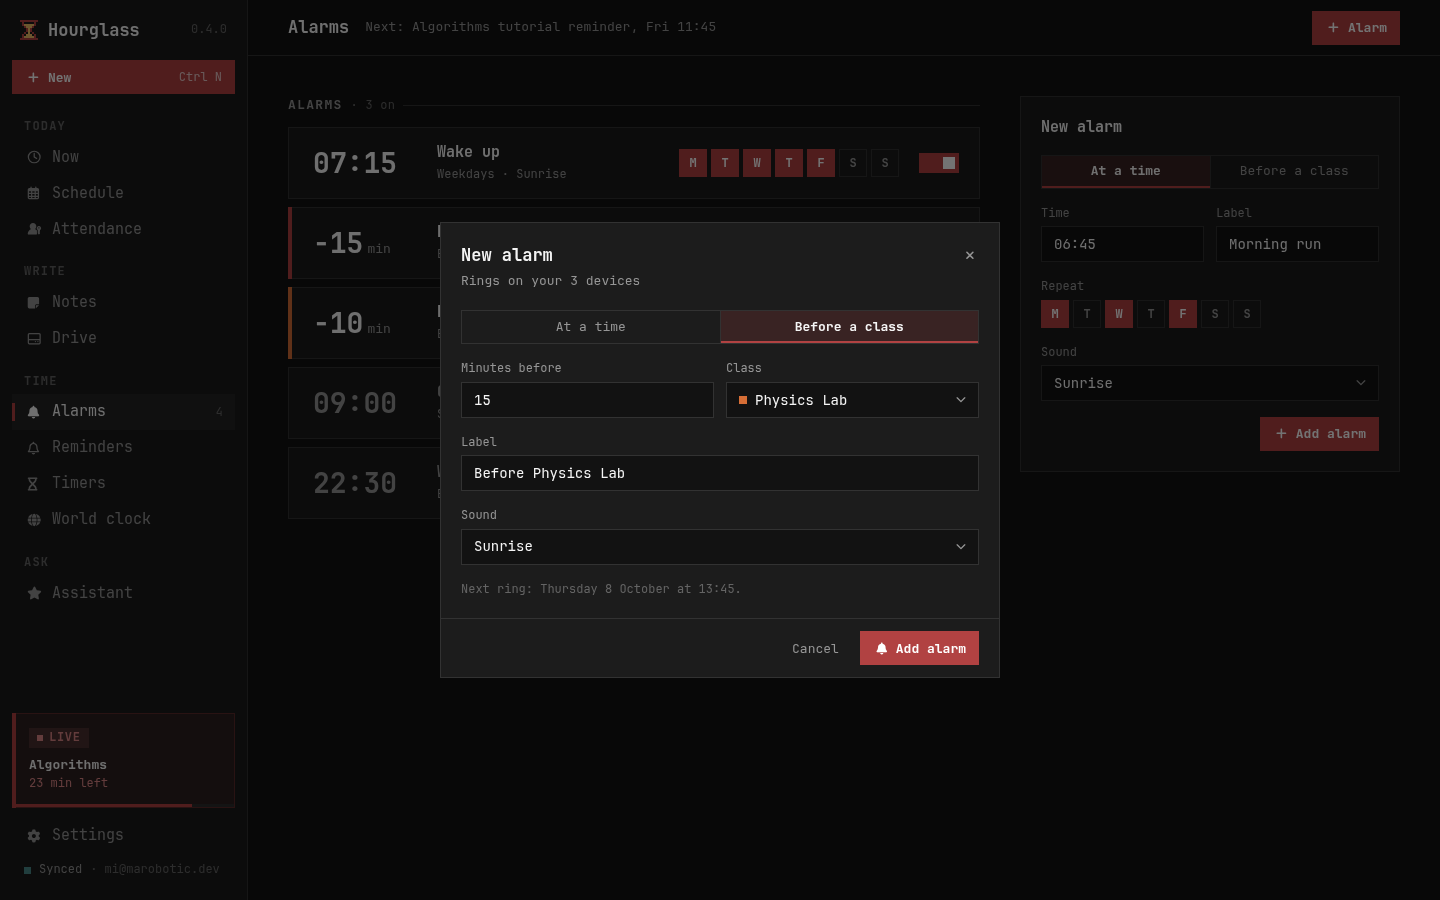 Hourglass 0.4.0
+ New Ctrl N
TODAY
Now
Schedule
Attendance
WRITE
Notes
Drive
TIME
Alarms 4
Reminders
Timers
World clock
ASK
Assistant
LIVE
Algorithms
23 min left
Settings
Synced · mi@marobotic.dev
Alarms Next: Algorithms tutorial reminder, Fri 11:45
+ Alarm
ALARMS · 3 on
07:15
Wake up
Weekdays · Sunrise
M T W T F S S
-15 min
-10 min
09:00
22:30
New alarm
Rings on your 3 devices
×
At a time
Before a class
Minutes before
15
Class
Physics Lab
Label
Before Physics Lab
Sound
Sunrise
Next ring: Thursday 8 October at 13:45.
Cancel
Add alarm
New alarm
At a time
Before a class
Time
06:45
Label
Morning run
Repeat
M T W T F S S
Sound
Sunrise
+ Add alarm